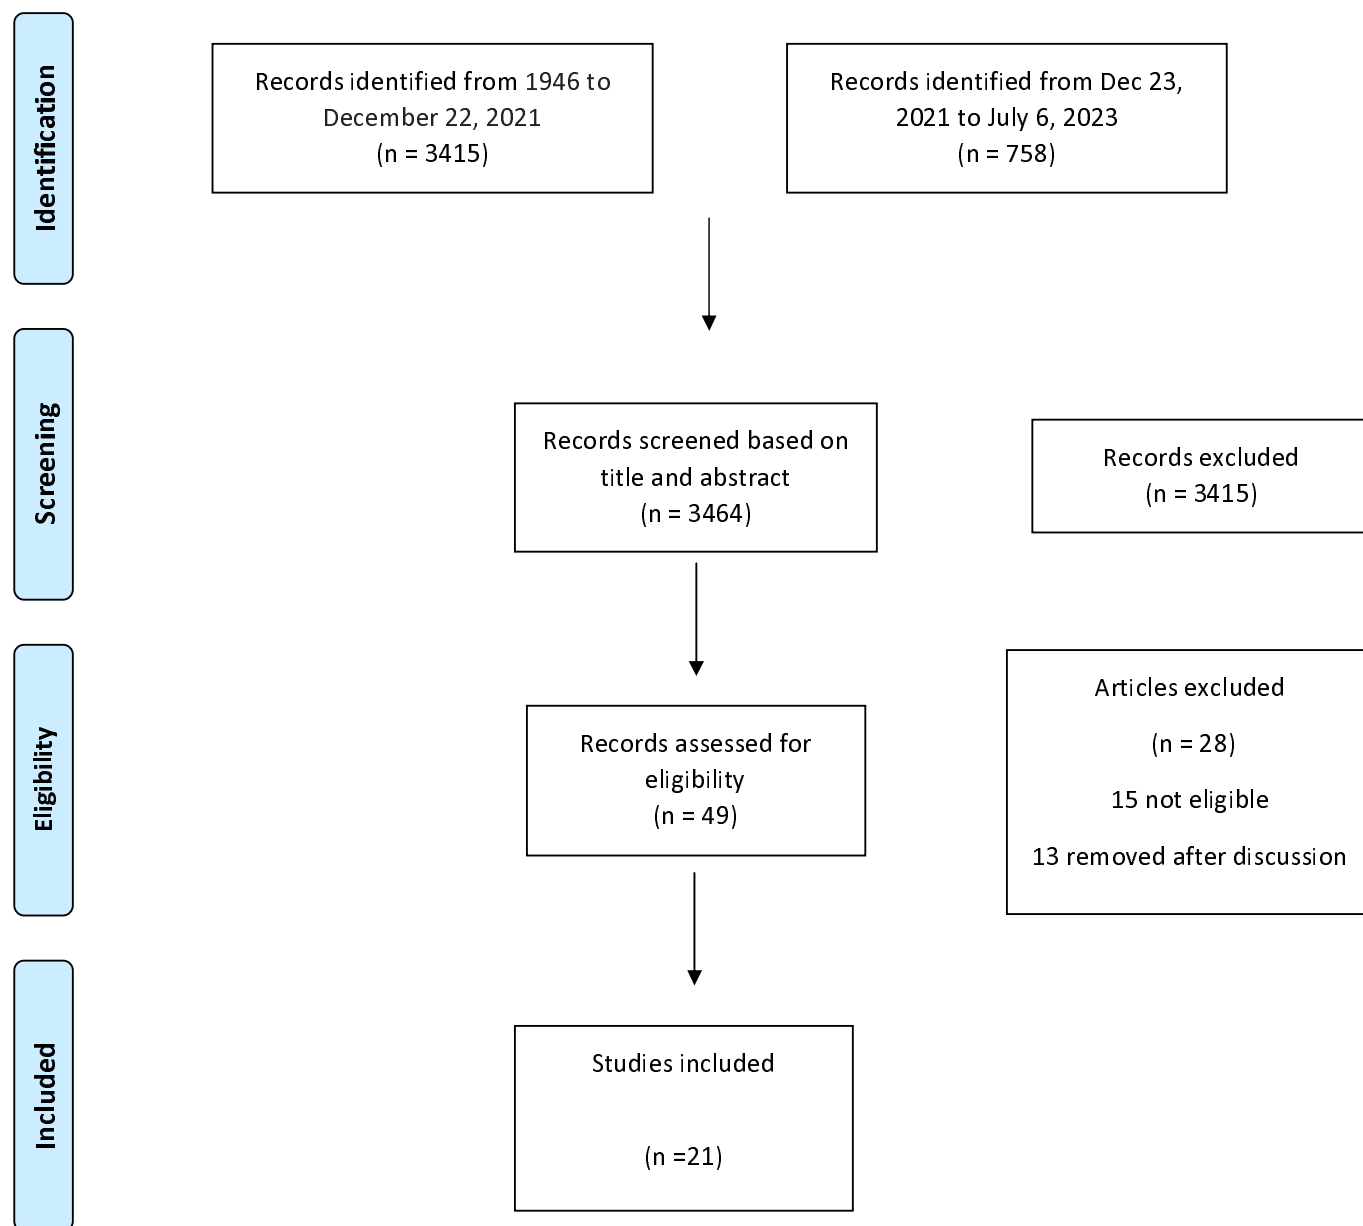 Identification
Records identified from 1946 to
December 22, 2021
(n = 3415)
Records identified from Dec 23,
2021 to July 6, 2023
(n = 758)
Screening
Records screened based on
title and abstract
(n = 3464)
Records excluded
(n = 3415)
Eligibility
Records assessed for
eligibility
(n = 49)
Articles excluded
(n = 28)
15 not eligible
13 removed after discussion
Included
Studies included
(n =21)